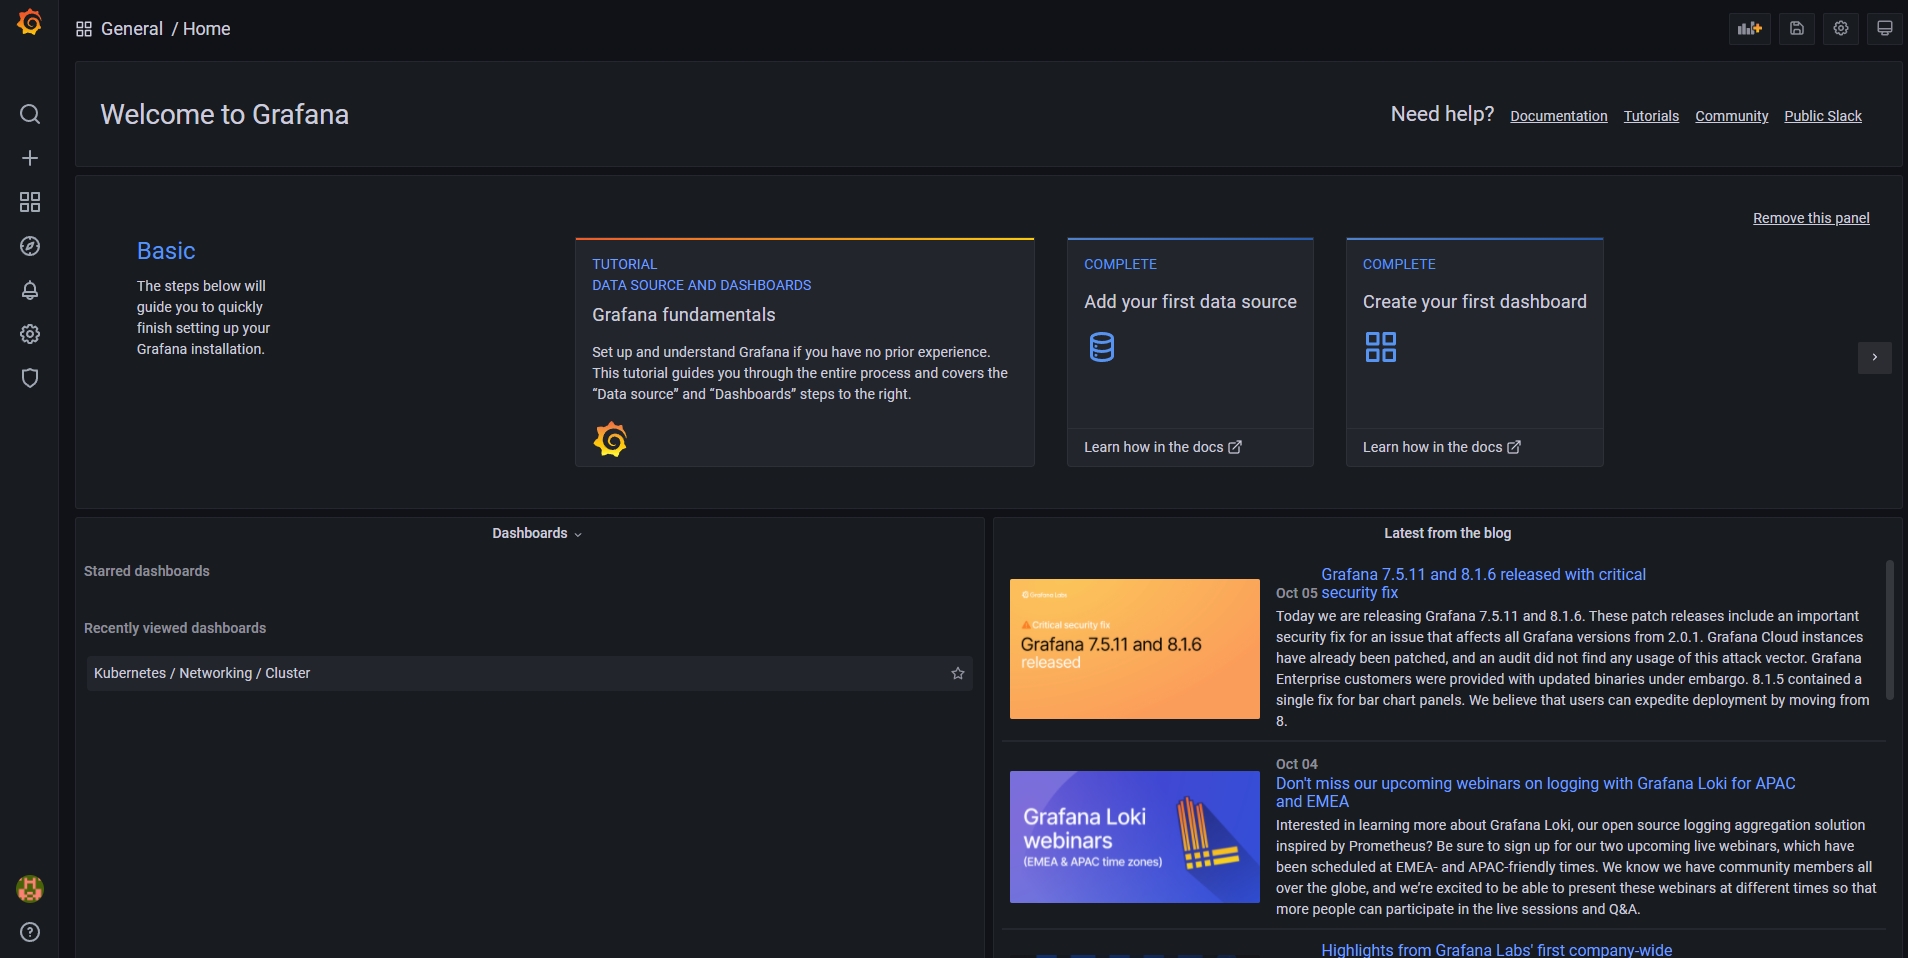 General / Home
Welcome to Grafana
Need help? Documentation Tutorials Community Public Slack
Remove this panel
Basic
The steps below will
guide you to quickly
finish setting up your
Grafana installation.
TUTORIAL
DATA SOURCE AND DASHBOARDS
Grafana fundamentals
Set up and understand Grafana if you have no prior experience.
This tutorial guides you through the entire process and covers the
“Data source” and “Dashboards” steps to the right.
COMPLETE
Add your first data source
Learn how in the docs
COMPLETE
Create your first dashboard
Learn how in the docs
Dashboards
Starred dashboards
Recently viewed dashboards
Kubernetes / Networking / Cluster
Latest from the blog
Grafana Labs
Critical security fix
Grafana 7.5.11 and 8.1.6
released
Grafana 7.5.11 and 8.1.6 released with critical
Oct 05 security fix
Today we are releasing Grafana 7.5.11 and 8.1.6. These patch releases include an important
security fix for an issue that affects all Grafana versions from 2.0.1. Grafana Cloud instances
have already been patched, and an audit did not find any usage of this attack vector. Grafana
Enterprise customers were provided with updated binaries under embargo. 8.1.5 contained a
single fix for bar chart panels. We believe that users can expedite deployment by moving from
8.
Grafana Loki
webinars
(EMEA & APAC time zones)
Oct 04
Don't miss our upcoming webinars on logging with Grafana Loki for APAC
and EMEA
Interested in learning more about Grafana Loki, our open source logging aggregation solution
inspired by Prometheus? Be sure to sign up for our two upcoming live webinars, which have
been scheduled at EMEA- and APAC-friendly times. We know we have community members all
over the globe, and we’re excited to be able to present these webinars at different times so that
more people can participate in the live sessions and Q&A.
Highlights from Grafana Labs' first company-wide